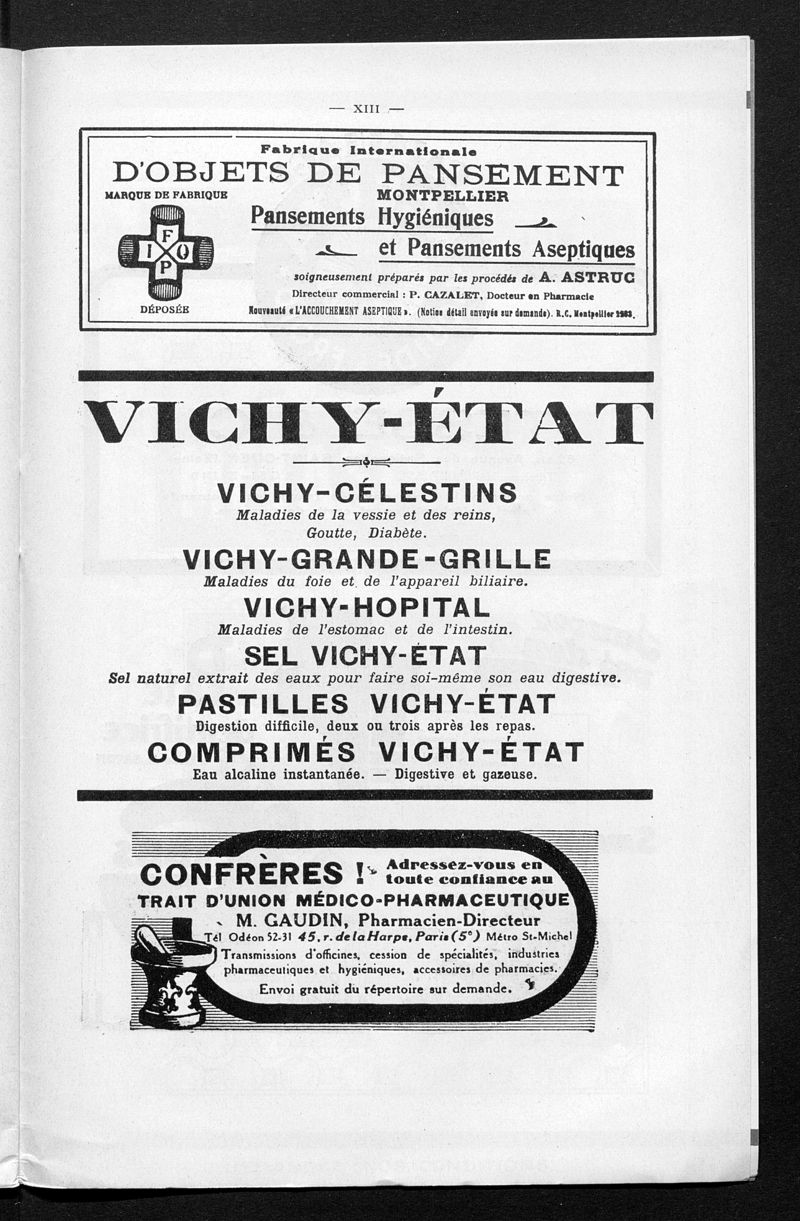 — XIII —
Fabrique Internationale
D'OBJETS DE PANSEMENT
MARQUE DE FABRIQUE
MONTPELLIER
Pansements Hygiéniques
F
I O
P
et Pansements Aseptiques
soigneusement préparés par les procédés de A. ASTRUC
Directeur commercial : P. CAZALET, Docteur en Pharmacie
DÉPOSÉE
Nouveauté « L'ACCOUCHEMENT ASEPTIQUE ». (Notice détail envoyée sur demande). R.C. Montpellier
VICHY-ÉTAT
VICHY-CÉLESTINS
Maladies de la vessie et des reins,
Goutte, Diabète.
VICHY-GRANDE-GRILLE
Maladies du foie et de l'appareil biliaire.
VICHY-HOPITAL
Maladies de l'estomac et de l'intestin.
SEL VICHY-ÉTAT
Sel naturel extrait des eaux pour faire soi-même son eau digestive.
PASTILLES VICHY-ÉTAT
Digestion difficile, deux ou trois après les repas.
COMPRIMÉS VICHY-ÉTAT
Eau alcaline instantanée. — Digestive et gazeuse.
CONFRÈRES ! Adressez-vous en
toute confiance au
TRAIT D'UNION MÉDICO-PHARMACEUTIQUE
M. GAUDIN, Pharmacien-Directeur
Tél Odéon 52-31 45, r. de la Harpe, Paris (5e) Métro St-Michel
Transmissions d'officines, cession de spécialités, industries
pharmaceutiques et hygiéniques, accessoires de pharmacies.
Envoi gratuit du répertoire sur demande.